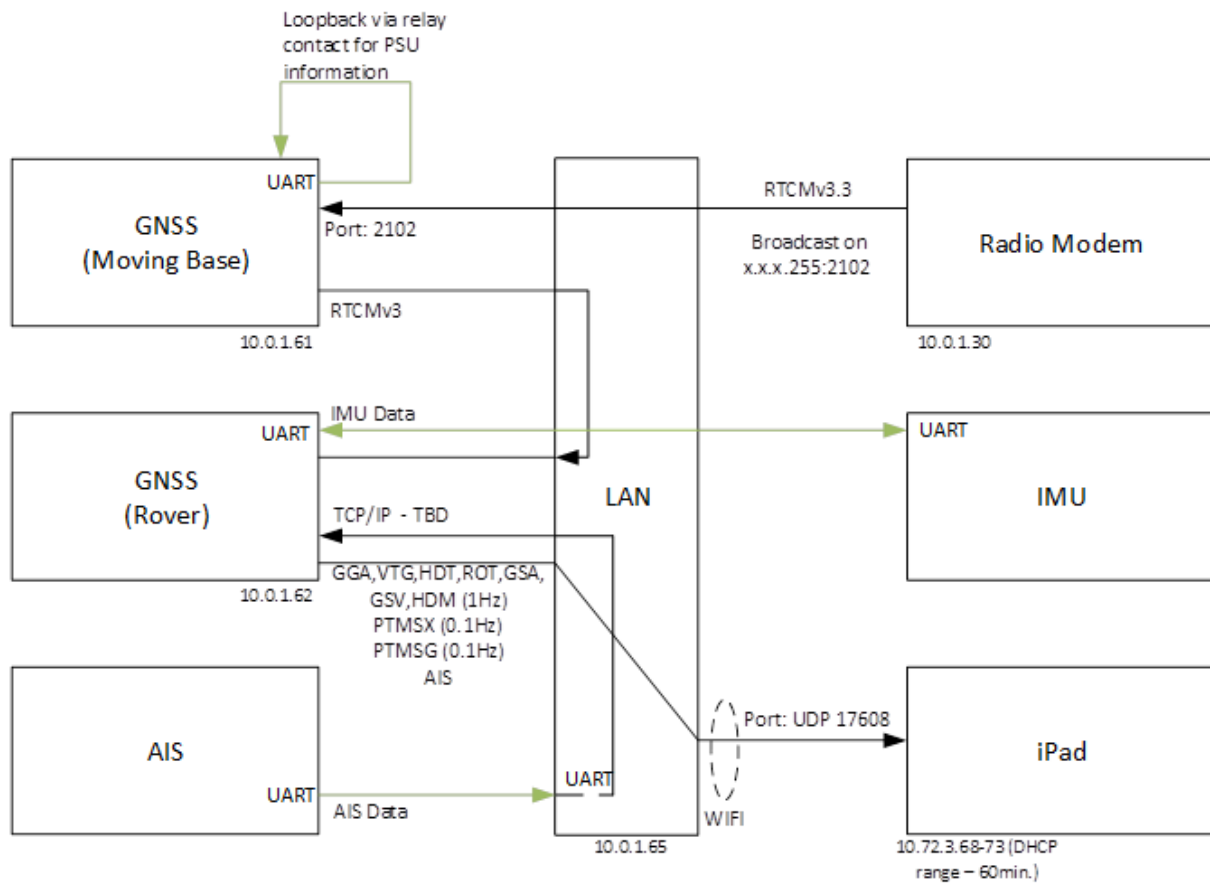 Loopback via relay
contact for PSU
information
UART
GNSS
(Moving Base)
Port: 2102
RTCMv3
10.0.1.61
RTCMv3.3
Broadcast on
x.x.x.255:2102
Radio Modem
10.0.1.30
IMU Data
UART
GNSS
(Rover)
TCP/IP - TBD
10.0.1.62
GGA,VTG,HDT,ROT,GSA,
GSV,HDM (1Hz)
PTMSX (0.1Hz)
PTMSG (0.1Hz)
AIS
LAN
UART
IMU
AIS
UART
AIS Data
UART
10.0.1.65
WIFI
Port: UDP 17608
iPad
10.72.3.68-73 (DHCP
range – 60min.)